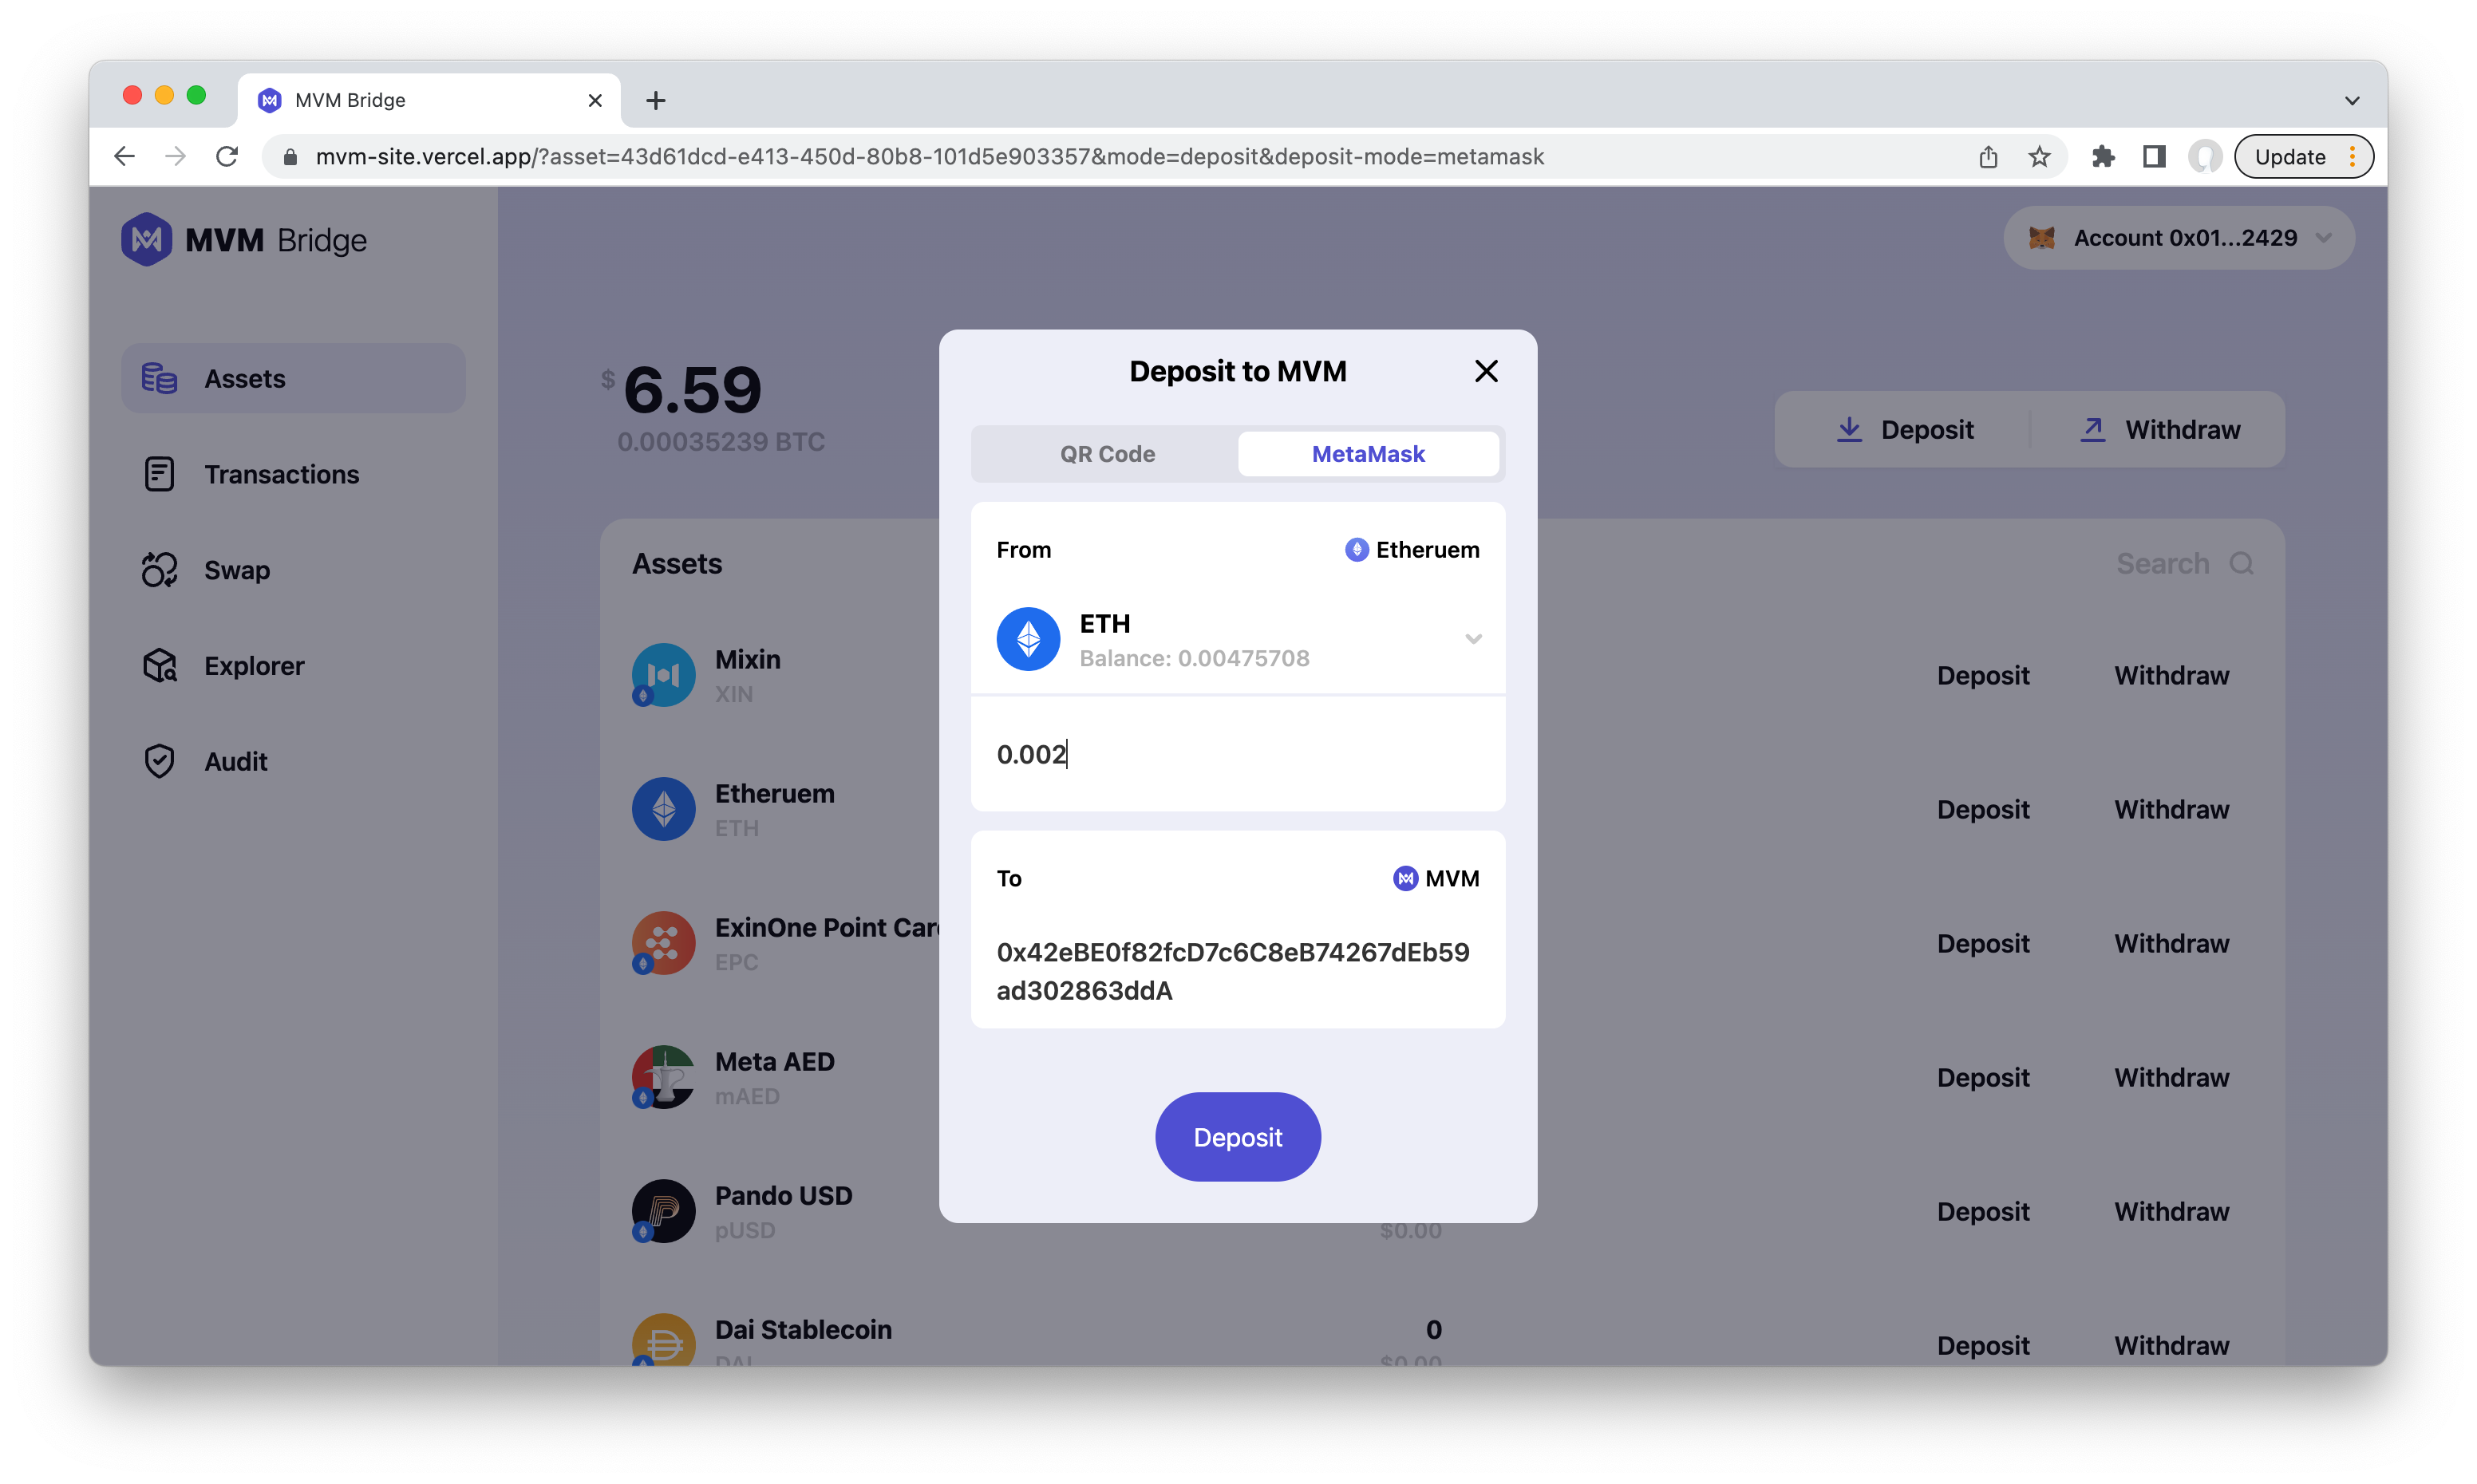 MVM Bridge
mvm-site.vercel.app/?asset=43d61dcd-e413-450d-80b8-101d5e903357&mode=deposit&deposit-mode=metamask
Update
MVM Bridge
Account 0x01...2429
Assets
Transactions
Swap
Explorer
Audit
$ 6.59
0.00035239 BTC
Deposit
Withdraw
Assets
Search
Mixin
XIN
Deposit Withdraw
Etheruem
ETH
Deposit Withdraw
ExinOne Point Car
EPC
Deposit Withdraw
Meta AED
mAED
Deposit Withdraw
Pando USD
pUSD
$0.00
Deposit Withdraw
Dai Stablecoin
DAI
0
$0.00
Deposit Withdraw
Deposit to MVM
QR Code
MetaMask
From
Etheruem
ETH
Balance: 0.00475708
0.002
To
MVM
0x42eBE0f82fcD7c6C8eB74267dEb59
ad302863ddA
Deposit